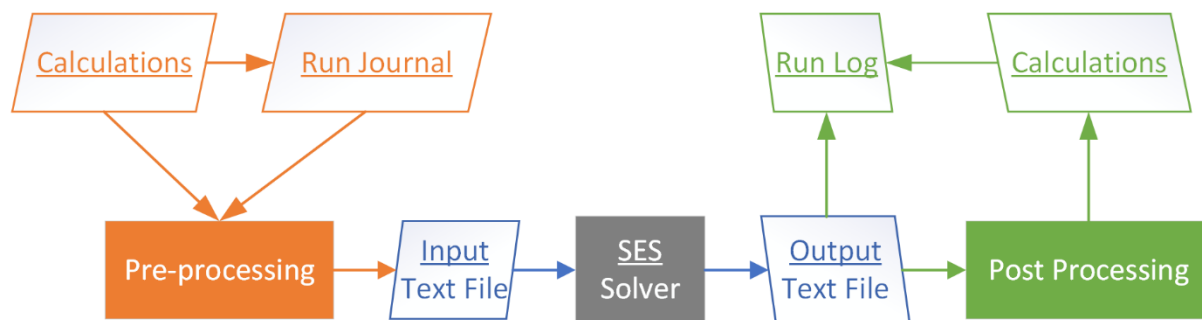 Calculations
Run Journal
Run Log
Calculations
Pre-processing
Input
Text File
SES
Solver
Output
Text File
Post Processing